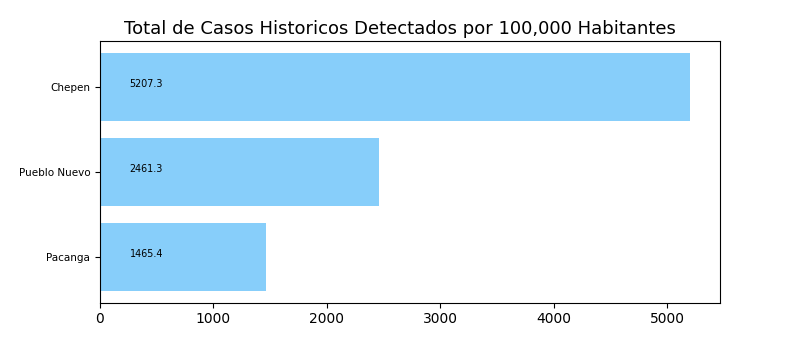 Total de Casos Historicos Detectados por 100,000 Habitantes
Chepen
5207.3
Pueblo Nuevo
2461.3
Pacanga
1465.4
0 1000 2000 3000 4000 5000